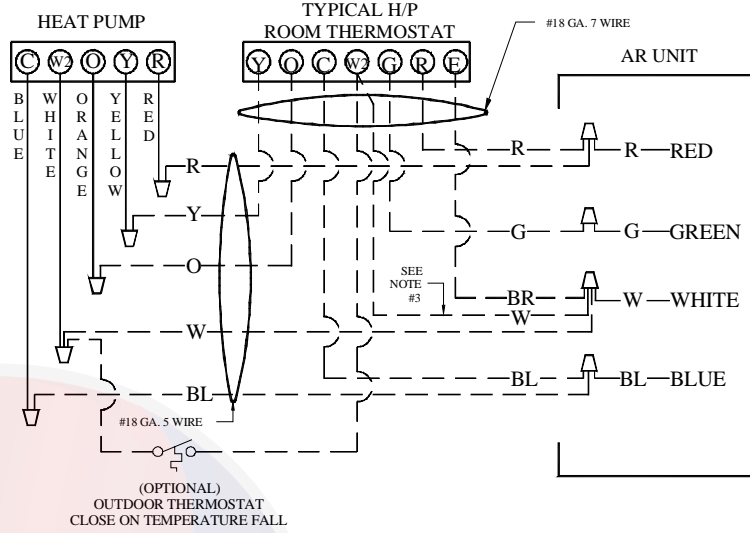 HEAT PUMP
TYPICAL H/P
ROOM THERMOSTAT
#18 GA. 7 WIRE
AR UNIT
C W2 O Y R
Y O C W2 G R E
BLUE
WHITE
ORANGE
YELLOW
RED
R
R
R
RED
Y
G
G
GREEN
O
SEE
NOTE
#3
BR
W
W
WHITE
W
BL
BL
BL
BLUE
#18 GA. 5 WIRE
(OPTIONAL)
OUTDOOR THERMOSTAT
CLOSE ON TEMPERATURE FALL